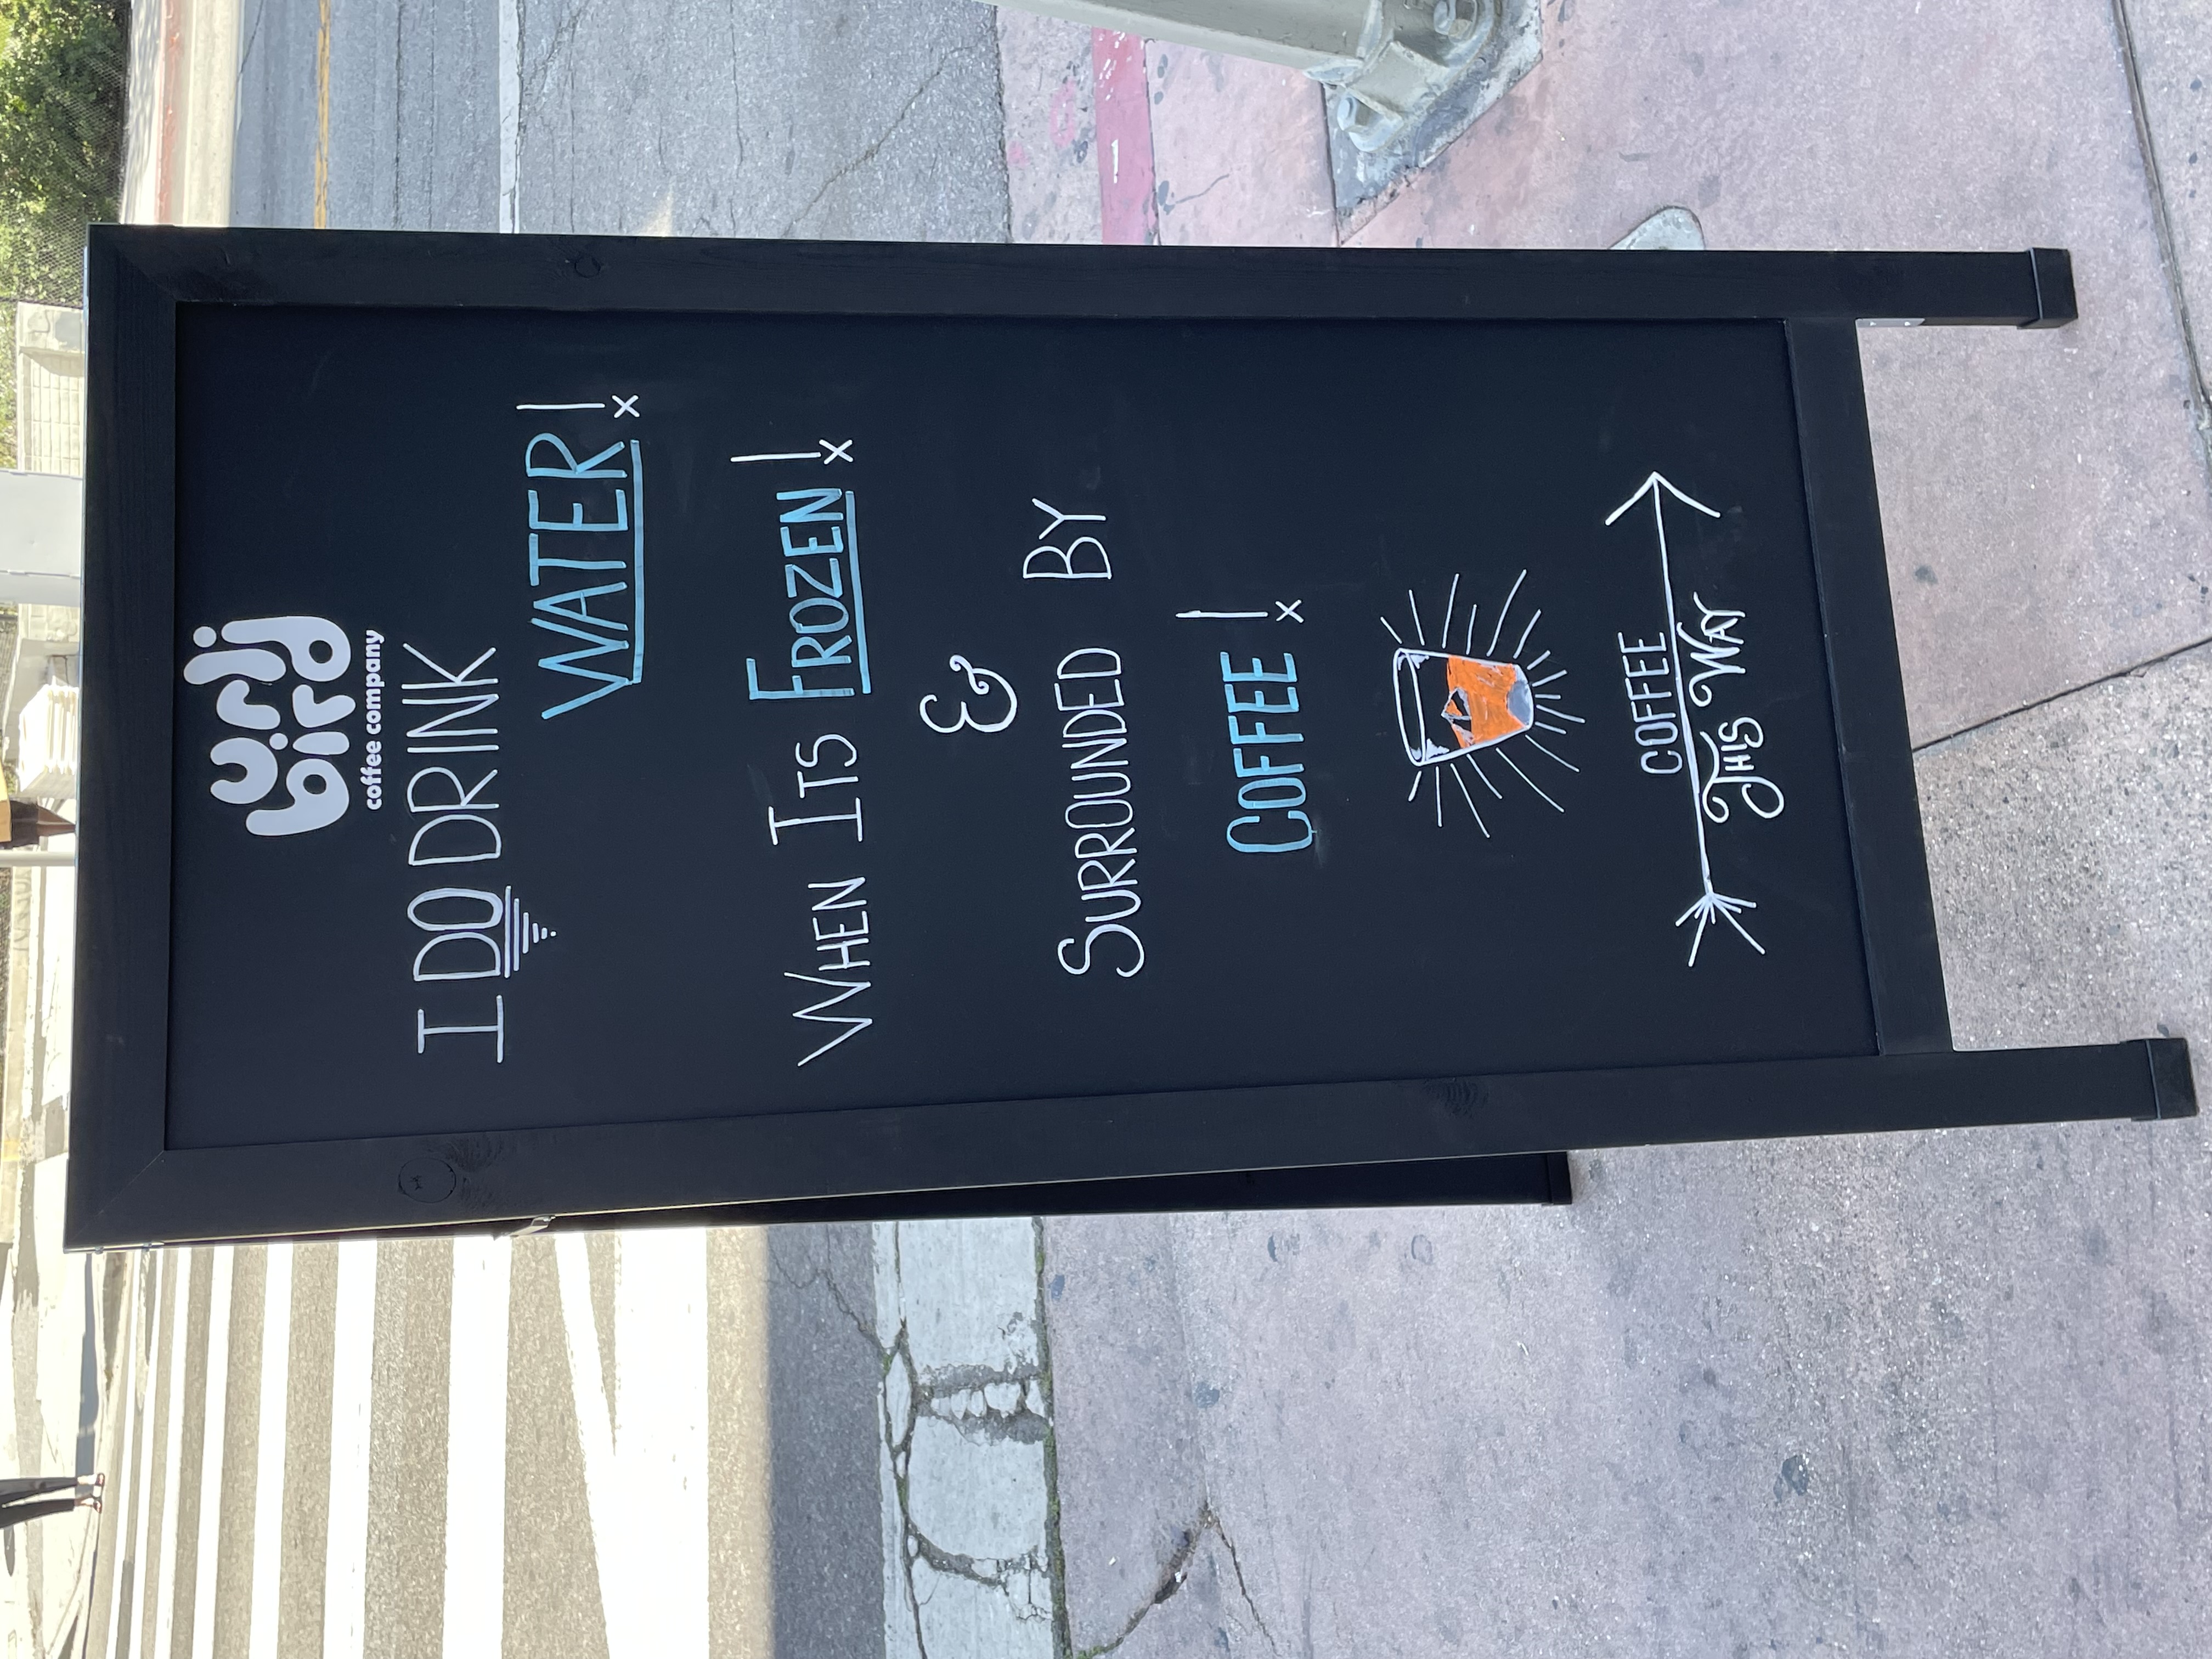 urli
bird
coffee company
I DO DRINK
WATER!
WHEN ITS FROZEN!
&
SURROUNDED BY
COFFEE!
COFFEE
THIS WAY